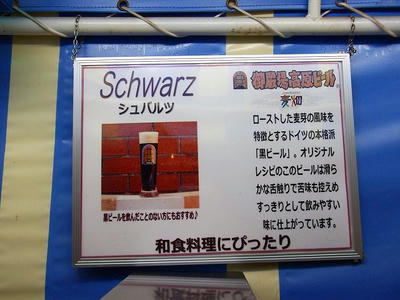 Schwarz
シュバルツ
御殿場高原ビール
ローストした麦芽の風味を
特徴とするドイツの本格派
「黒ビール」。オリジナル
レシピのこのビールは滑ら
かな舌触りで苦味も控えめ
すっきりとして飲みやすい
味に仕上がっています。
黒ビールを飲んだことのない方にもおすすめ♪
和食料理にぴったり